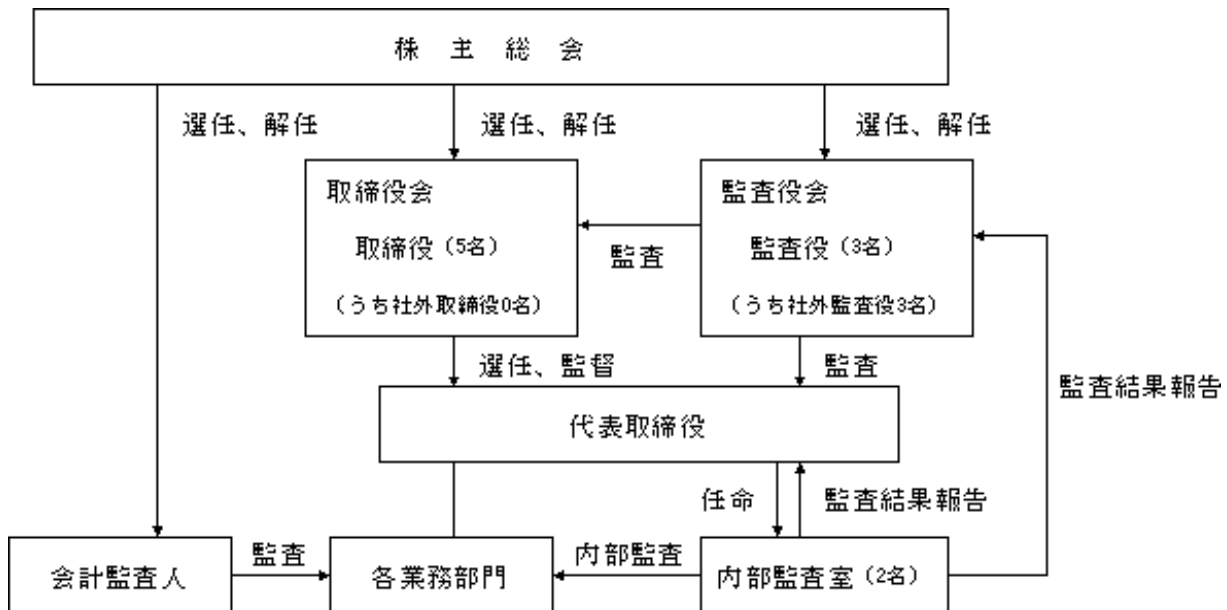 株主総会
選任、解任
選任、解任
選任、解任
取締役会
取締役(5名)
(うち社外取締役0名)
監査
監査役会
監査役(3名)
(うち社外監査役3名)
選任、監督
監査
監査結果報告
代表取締役
任命
監査結果報告
会計監査人
監査
各業務部門
内部監査
内部監査室(2名)